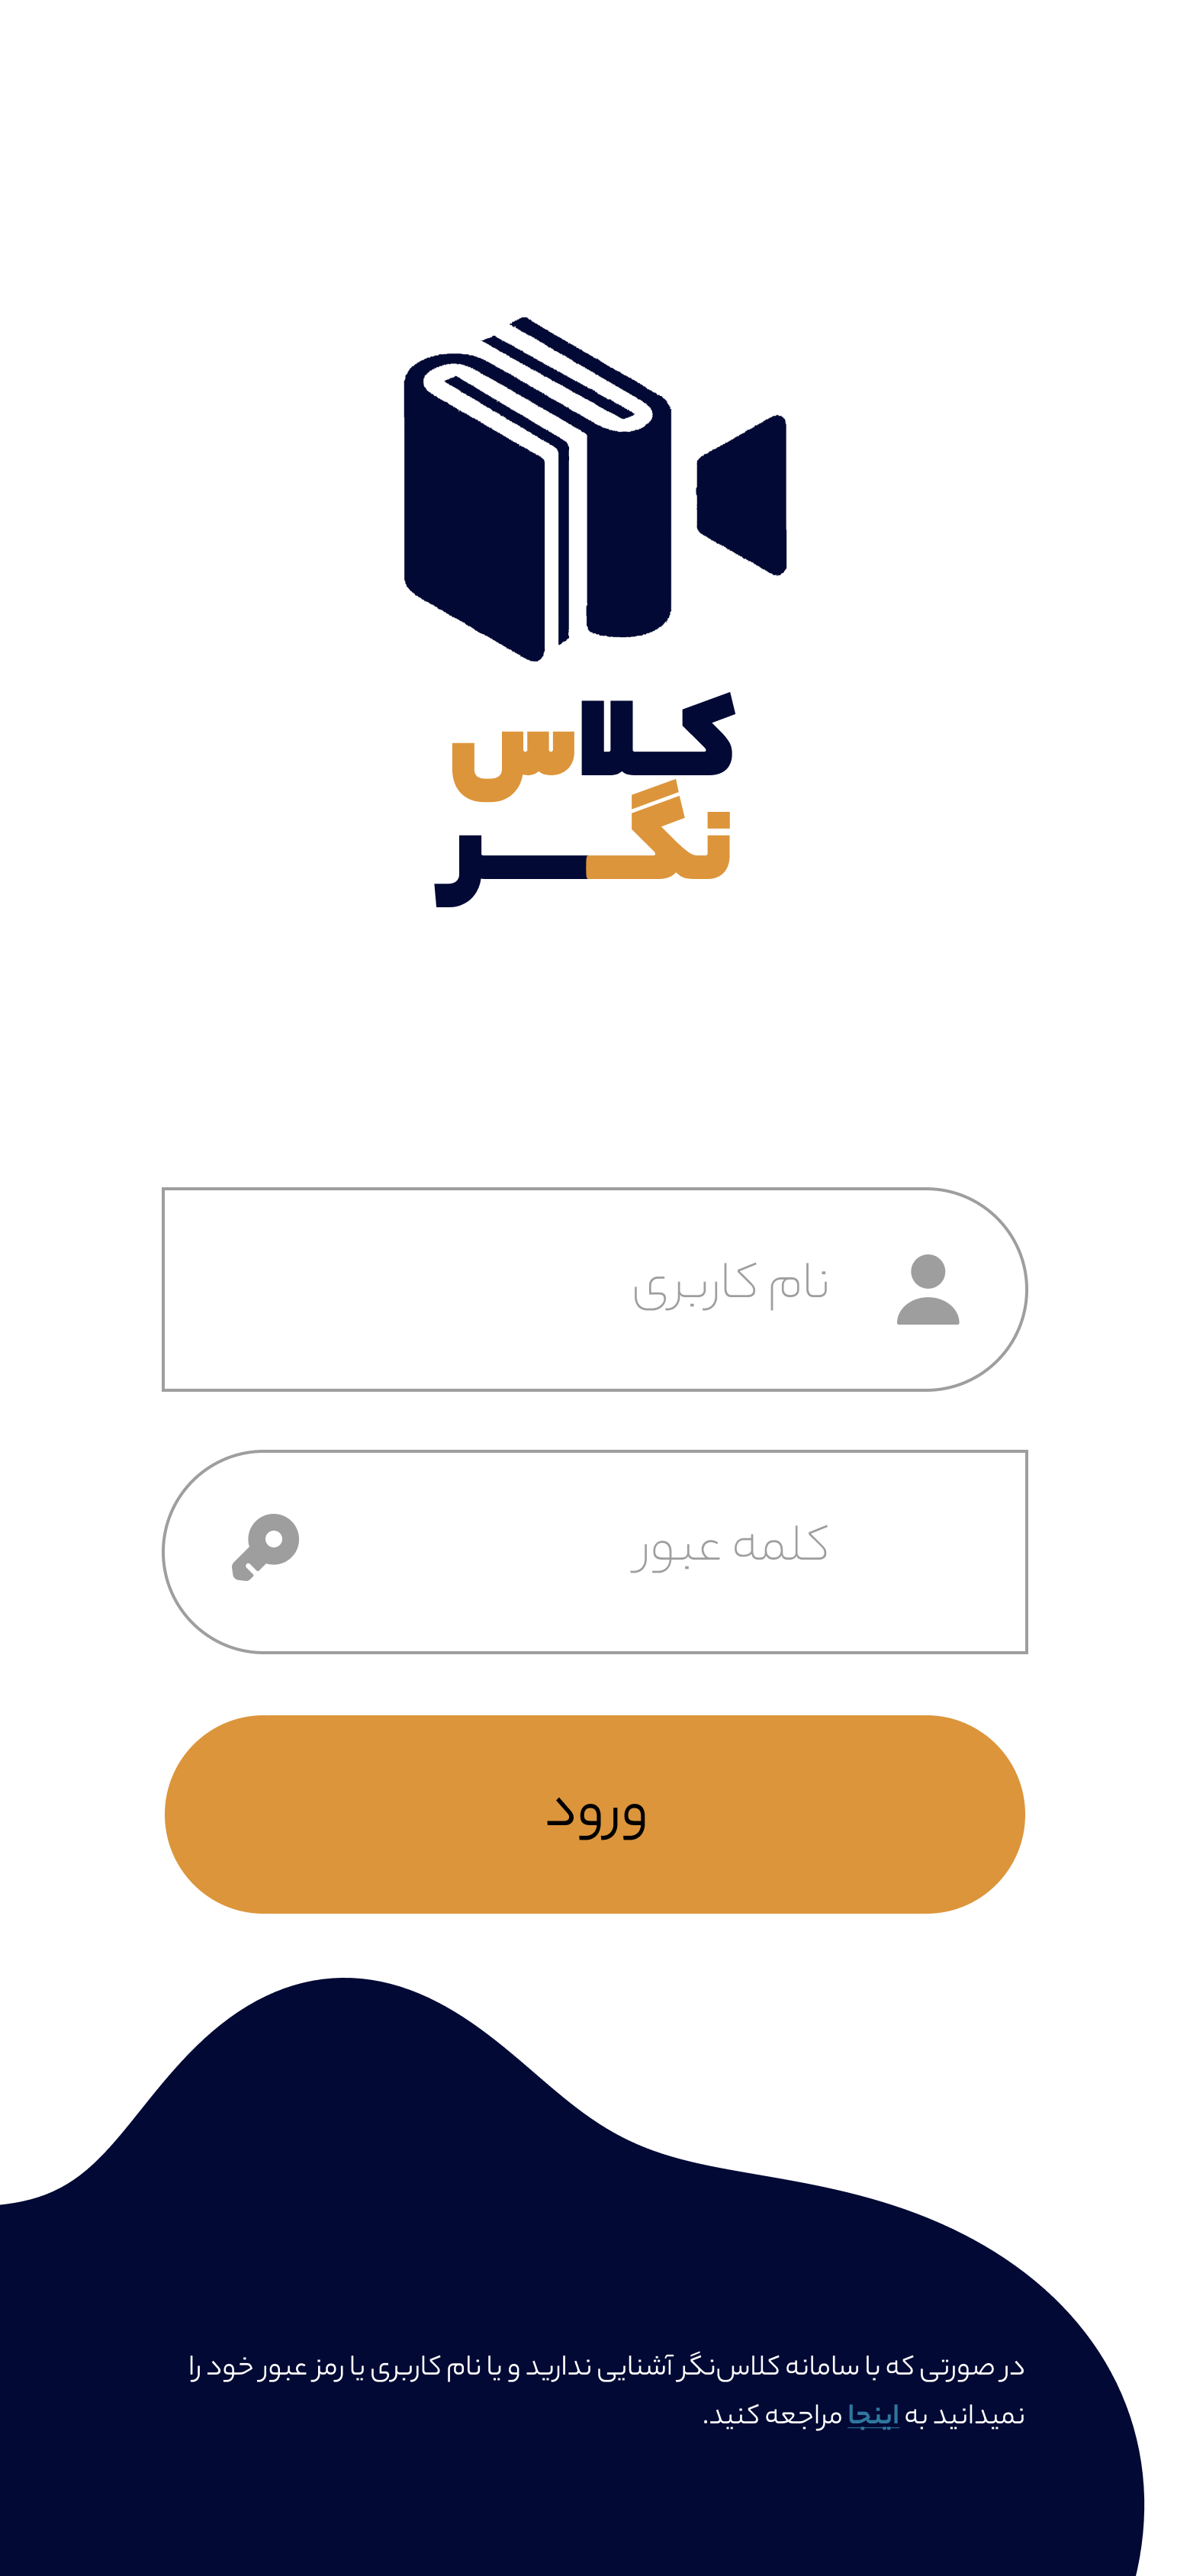 کلاس
نگر
نام کاربری
کلمه عبور
ورود
در صورتی که با سامانه کلاس‌نگر آشنایی ندارید و یا نام کاربری یا رمز عبور خود را
نمیدانید به اینجا مراجعه کنید.